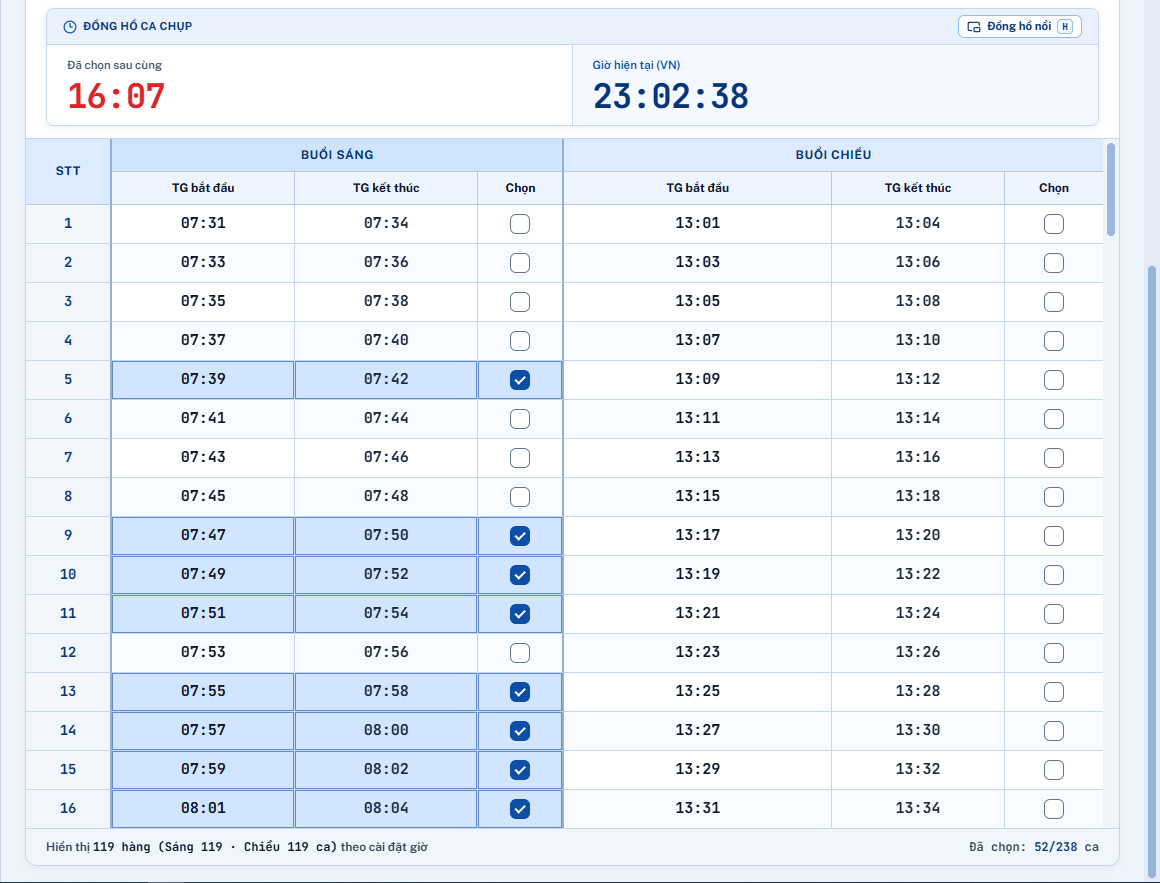 ĐỒNG HỒ CA CHỤP
Đồng hồ nổi H
Đã chọn sau cùng
Giờ hiện tại (VN)
16:07
23:02:38
STT
BUỔI SÁNG
BUỔI CHIỀU
TG bắt đầu TG kết thúc Chọn TG bắt đầu TG kết thúc Chọn
1 07:31 07:34 13:01 13:04
2 07:33 07:36 13:03 13:06
3 07:35 07:38 13:05 13:08
4 07:37 07:40 13:07 13:10
5 07:39 07:42 13:09 13:12
6 07:41 07:44 13:11 13:14
7 07:43 07:46 13:13 13:16
8 07:45 07:48 13:15 13:18
9 07:47 07:50 13:17 13:20
10 07:49 07:52 13:19 13:22
11 07:51 07:54 13:21 13:24
12 07:53 07:56 13:23 13:26
13 07:55 07:58 13:25 13:28
14 07:57 08:00 13:27 13:30
15 07:59 08:02 13:29 13:32
16 08:01 08:04 13:31 13:34
Hiển thị 119 hàng (Sáng 119 · Chiều 119 ca) theo cài đặt giờ
Đã chọn: 52/238 ca